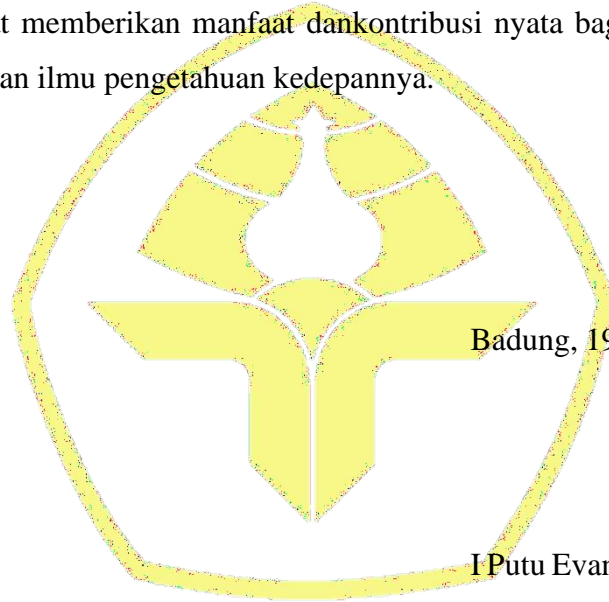 t memberikan manfaat dankontribusi nyata bag
an ilmu pengetahuan kedepannya.
Badung, 19
I Putu Evan